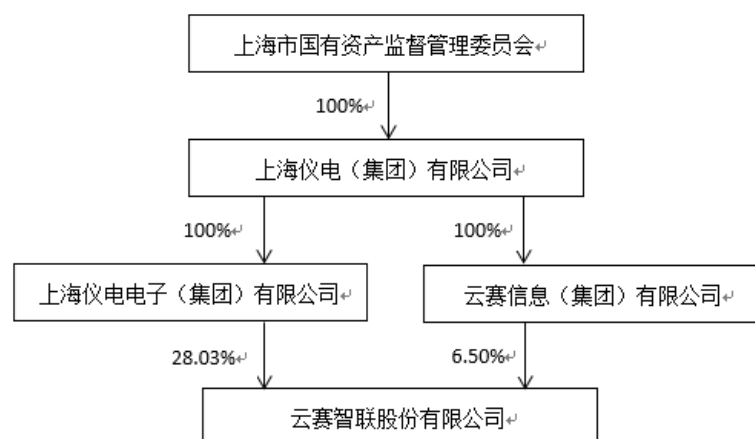 上海市国有资产监督管理委员会↵
100%
上海仪电（集团）有限公司↵
100%↵ 100%↵
上海仪电电子（集团）有限公司↵ 云赛信息（集团）有限公司↵
28.03%↵ 6.50%↵
云赛智联股份有限公司↵